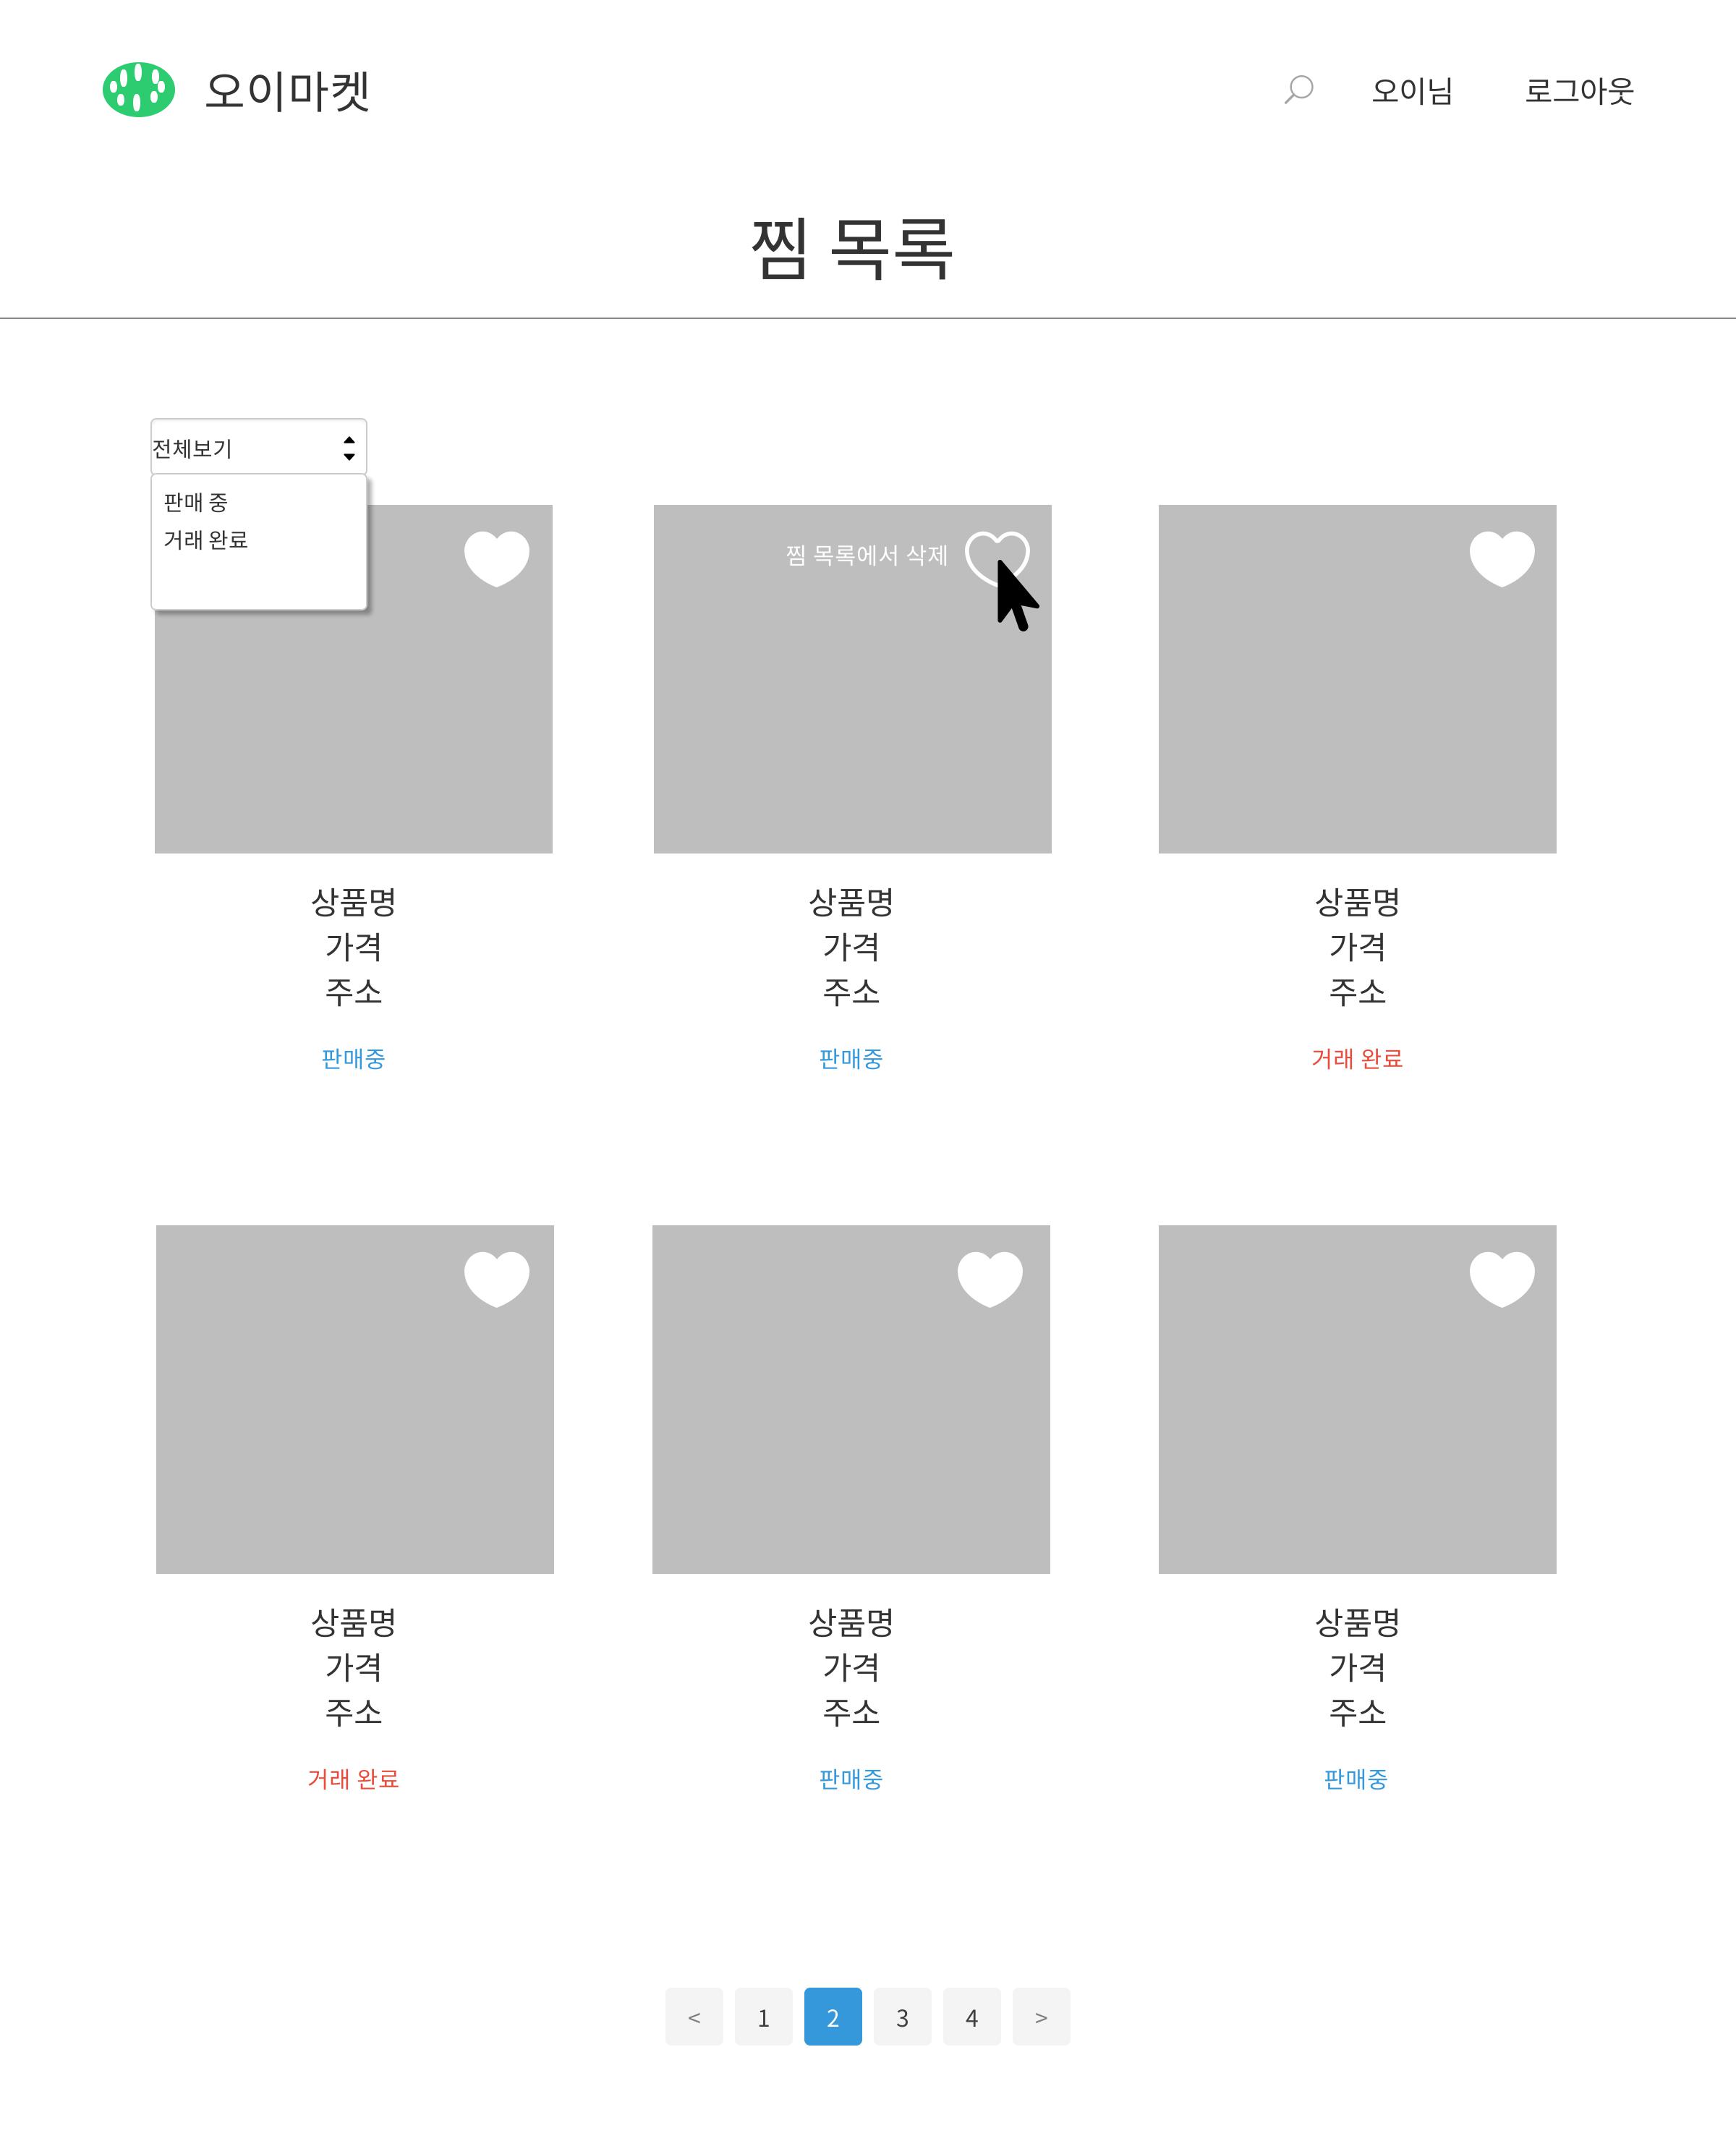 오이마켓
오이님
로그아웃
찜 목록
전체보기
판매 중
거래 완료
찜 목록에서 삭제
상품명
가격
주소
판매중
상품명
가격
주소
판매중
상품명
가격
주소
거래 완료
상품명
가격
주소
거래 완료
상품명
가격
주소
판매중
상품명
가격
주소
판매중
< 1 2 3 4 >